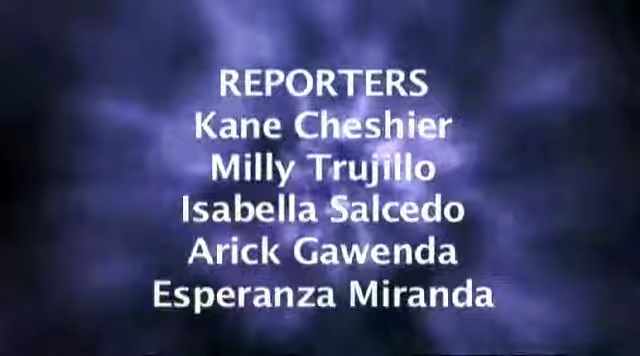 REPORTERS
Kane Cheshier
Milly Trujillo
Isabella Salcedo
Arick Gawenda
Esperanza Miranda